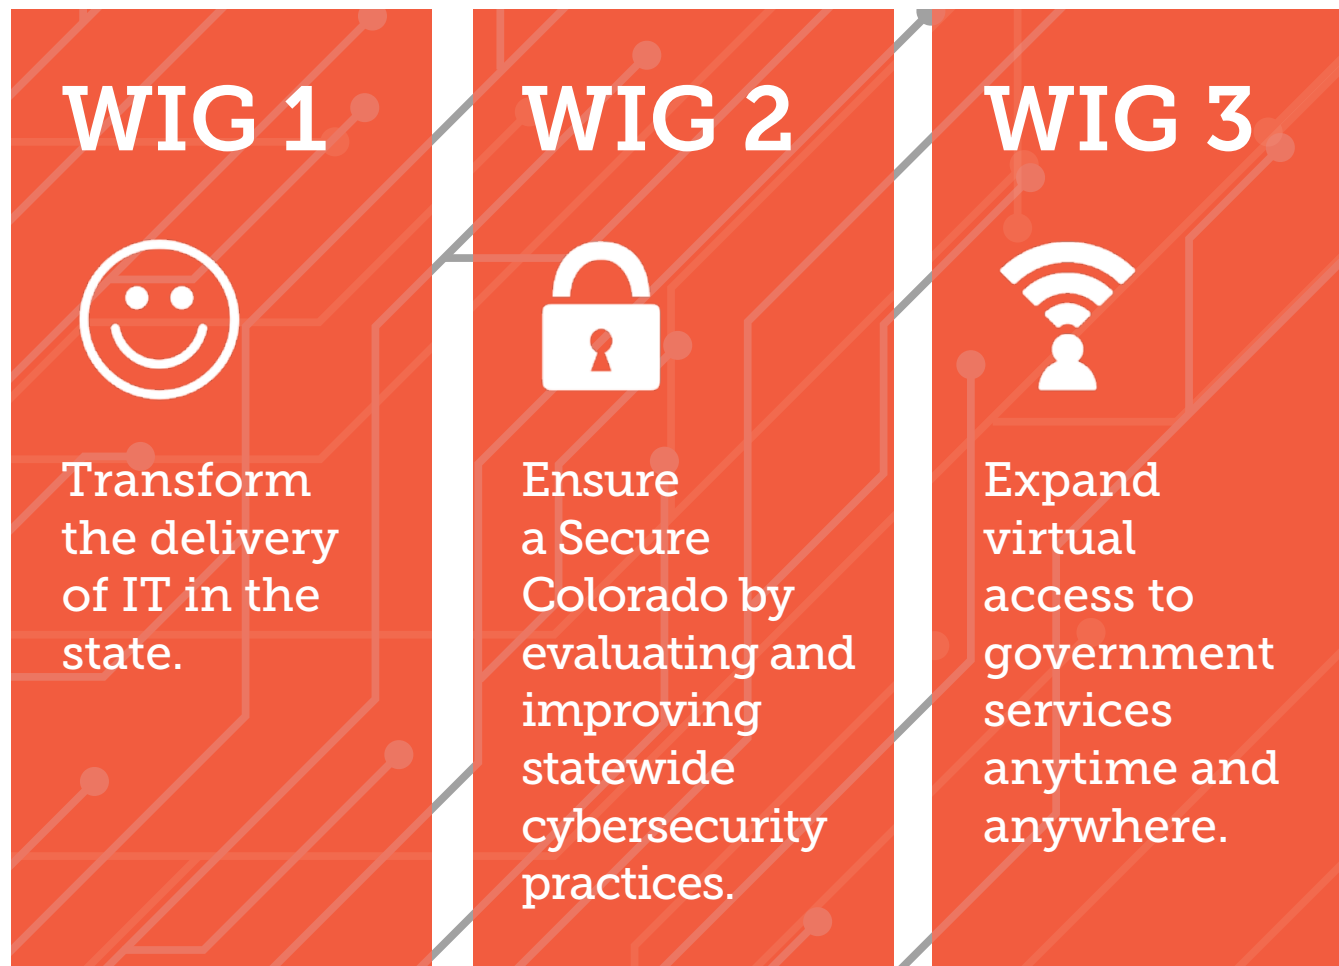 WIG 1
Transform
the delivery
of IT in the
state.
WIG 2
Ensure
a Secure
Colorado by
evaluating and
improving
statewide
cybersecurity
practices.
WIG 3
Expand
virtual
access to
government
services
anytime and
anywhere.